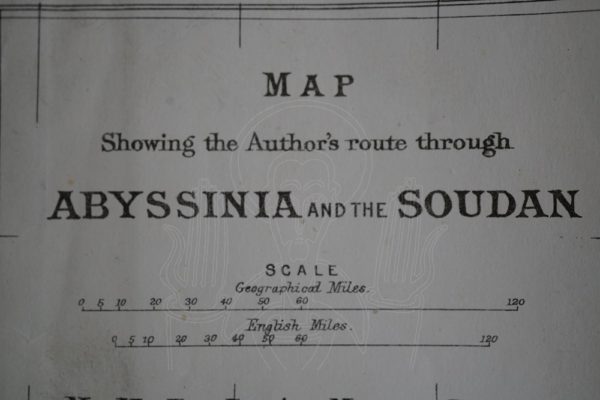 MAP
Showing the Author's route through
ABYSSINIA AND THE SOUDAN
SCALE
Geographical Miles.
0 5 10 20 30 40 50 60 120
English Miles.
0 5 10 20 30 40 50 60 120